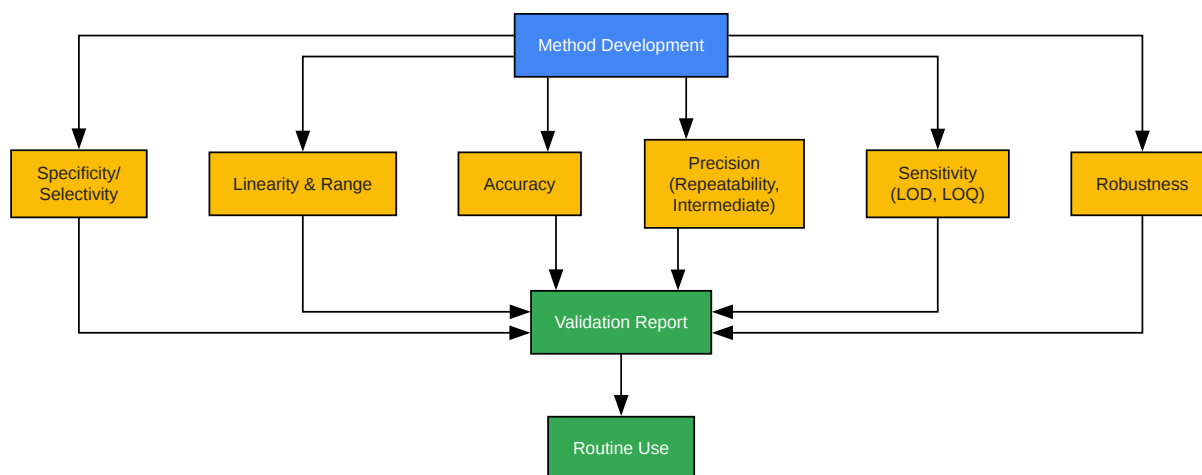 Method Development
Specificity/
Selectivity
Linearity & Range
Accuracy
Precision
(Repeatability,
Intermediate)
Sensitivity
(LOD, LOQ)
Robustness
Validation Report
Routine Use